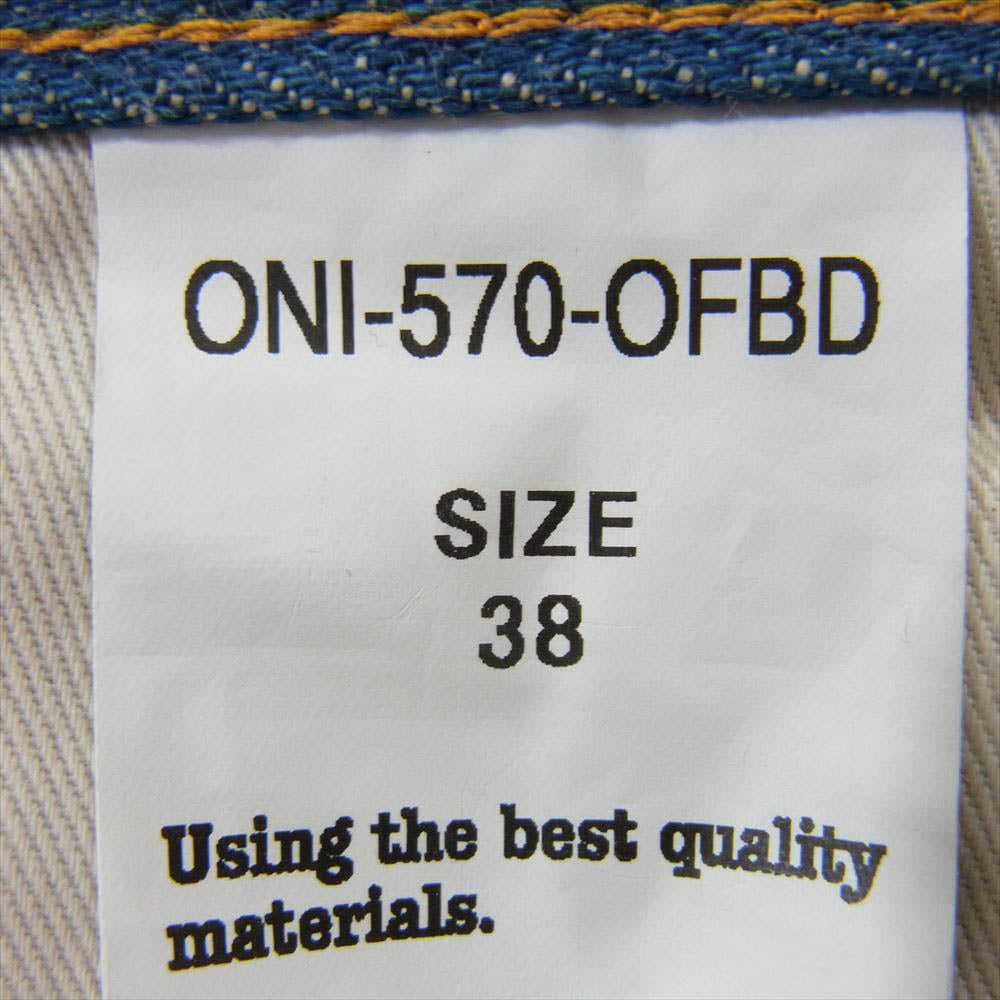 ONI-570-OFBD
SIZE
38
Using the best quality
materials.